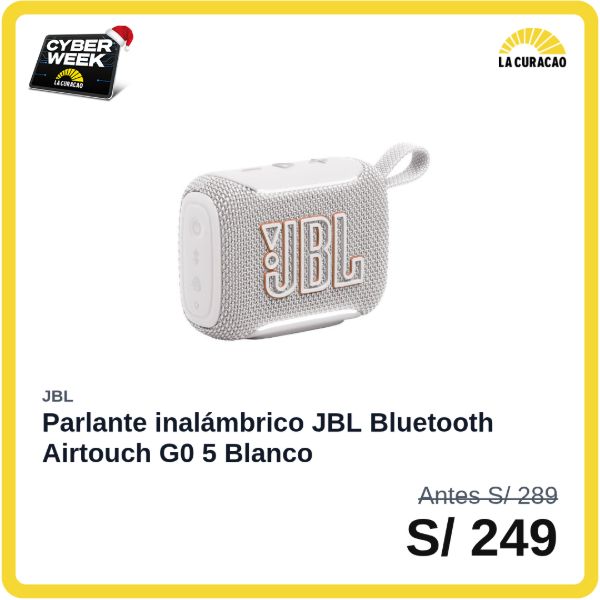 CYBER
WEEK
LA CURACAO
LA CURACAO
JBL
JBL
Parlante inalámbrico JBL Bluetooth
Airtouch G0 5 Blanco
Antes S/ 289
S/ 249